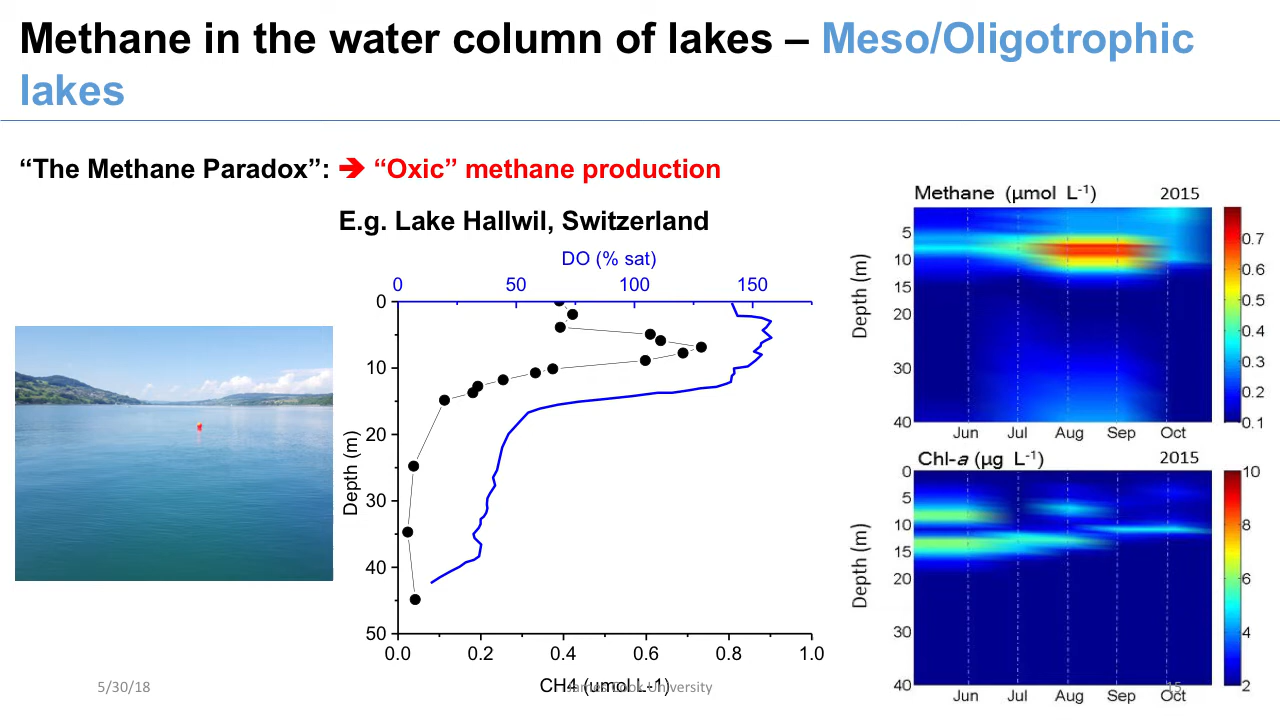 Methane in the water column of lakes – Meso/Oligotrophic
lakes
“The Methane Paradox”: ➔ “Oxic” methane production
E.g. Lake Hallwil, Switzerland
DO (% sat)
0 50 100 150
0
10
20
30
40
50
Depth (m)
0.0 0.2 0.4 0.6 0.8 1.0
CH4 (umol L-1)
Methane (µmol L-1) 2015
5
10
15
20
30
40
Depth (m)
Jun Jul Aug Sep Oct
0.7
0.6
0.5
0.4
0.3
0.2
0.1
Chl-a (µg L-1) 2015
0
5
10
15
20
30
40
Depth (m)
Jun Jul Aug Sep Oct
10
8
6
4
2
5/30/18
James Cook University
15